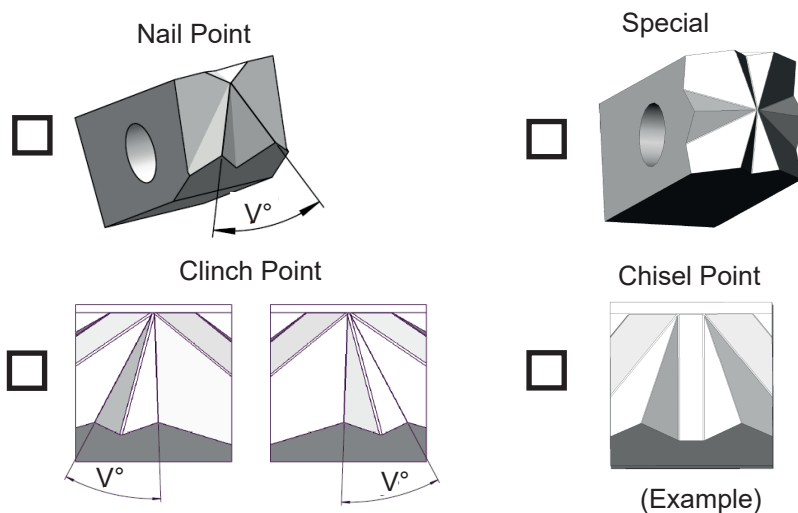 Nail Point
Special
V°
Clinch Point
Chisel Point
V°
V°
(Example)